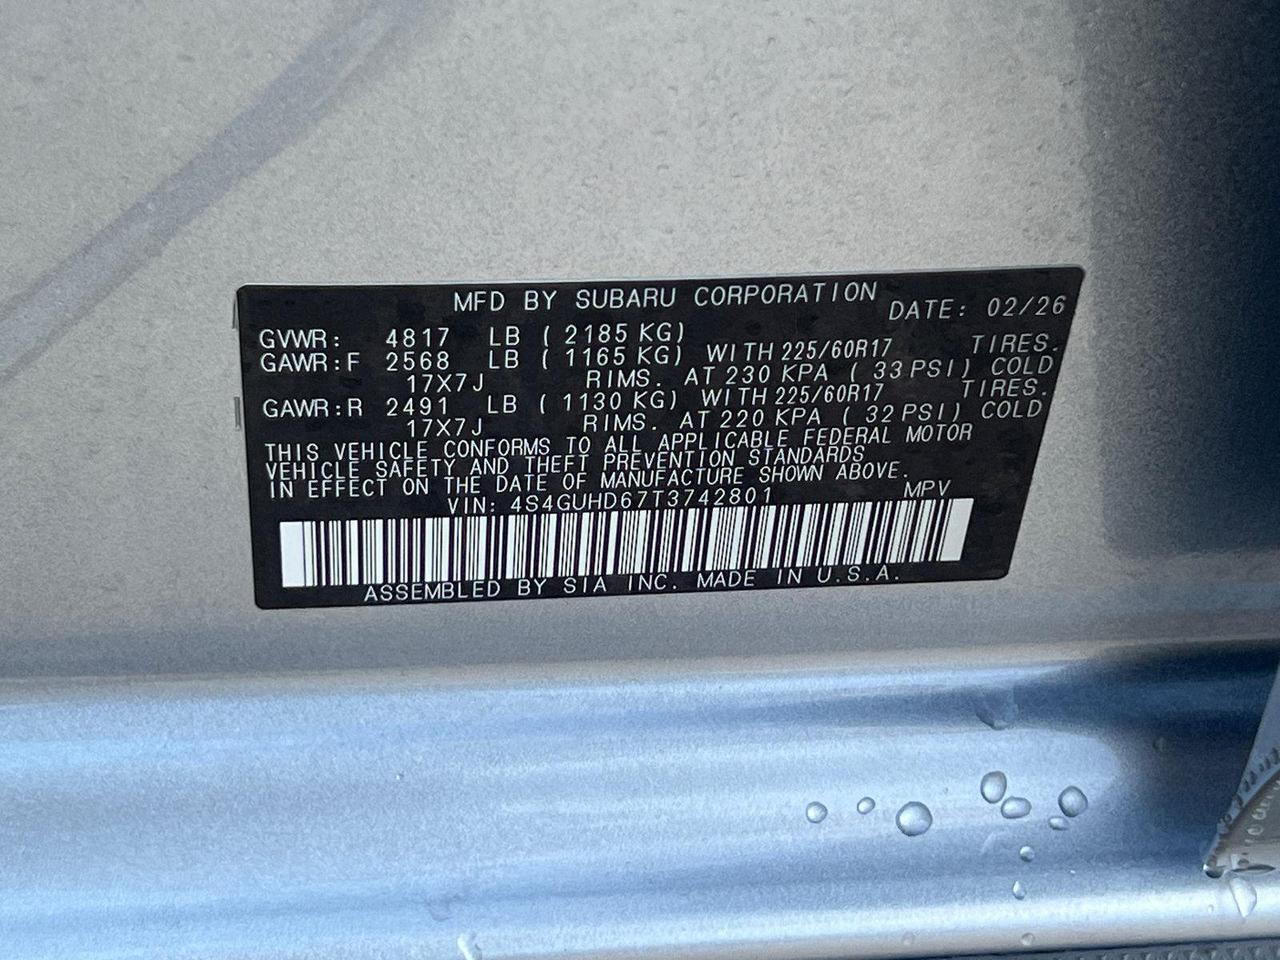 MFD BY SUBARU CORPORATION DATE: 02/26
GVWR: 4817 LB ( 2185 KG)
GAWR:F 2568 LB ( 1165 KG) WITH 225/60R17 TIRES.
17X7J RIMS. AT 230 KPA ( 33 PSI) COLD
GAWR:R 2491 LB ( 1130 KG) WITH 225/60R17 TIRES.
17X7J RIMS. AT 220 KPA ( 32 PSI) COLD
THIS VEHICLE CONFORMS TO ALL APPLICABLE FEDERAL MOTOR
VEHICLE SAFETY AND THEFT PREVENTION STANDARDS
IN EFFECT ON THE DATE OF MANUFACTURE SHOWN ABOVE.
VIN: 4S4GUHD67T3742801 MPV
ASSEMBLED BY SIA INC. MADE IN U.S.A.